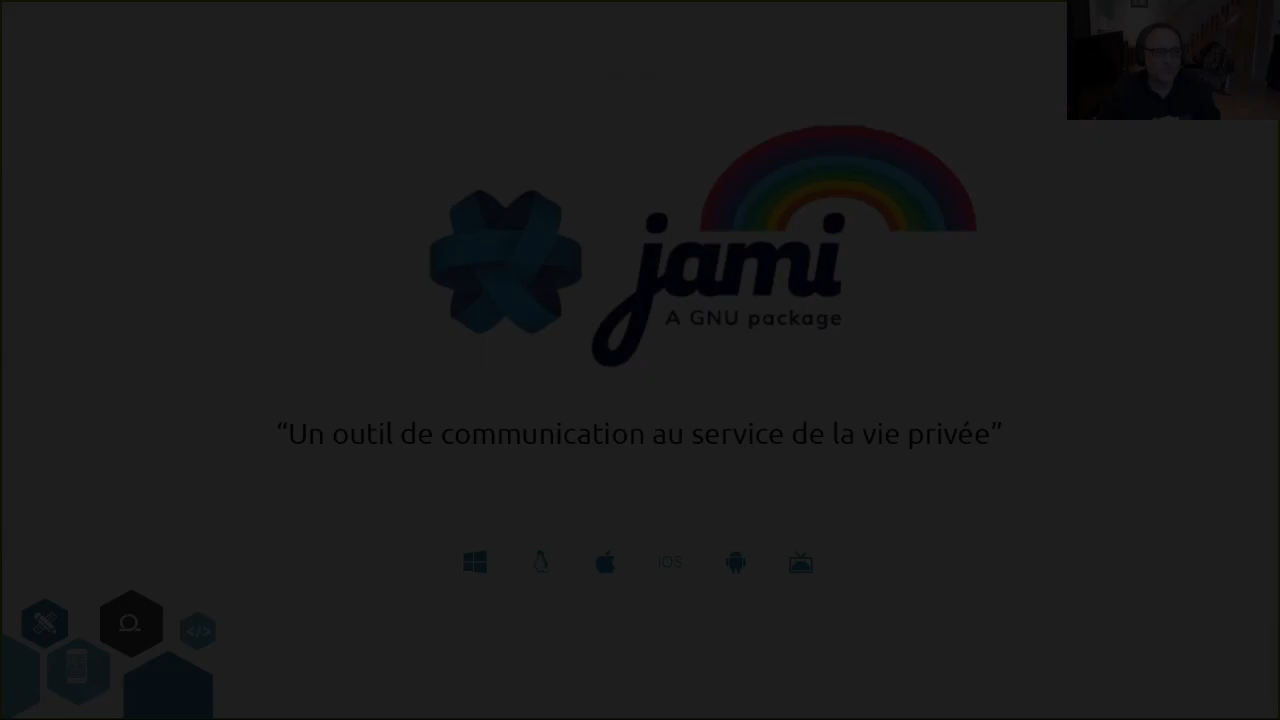 jami
A GNU package
“Un outil de communication au service de la vie privée”
iOS
</>